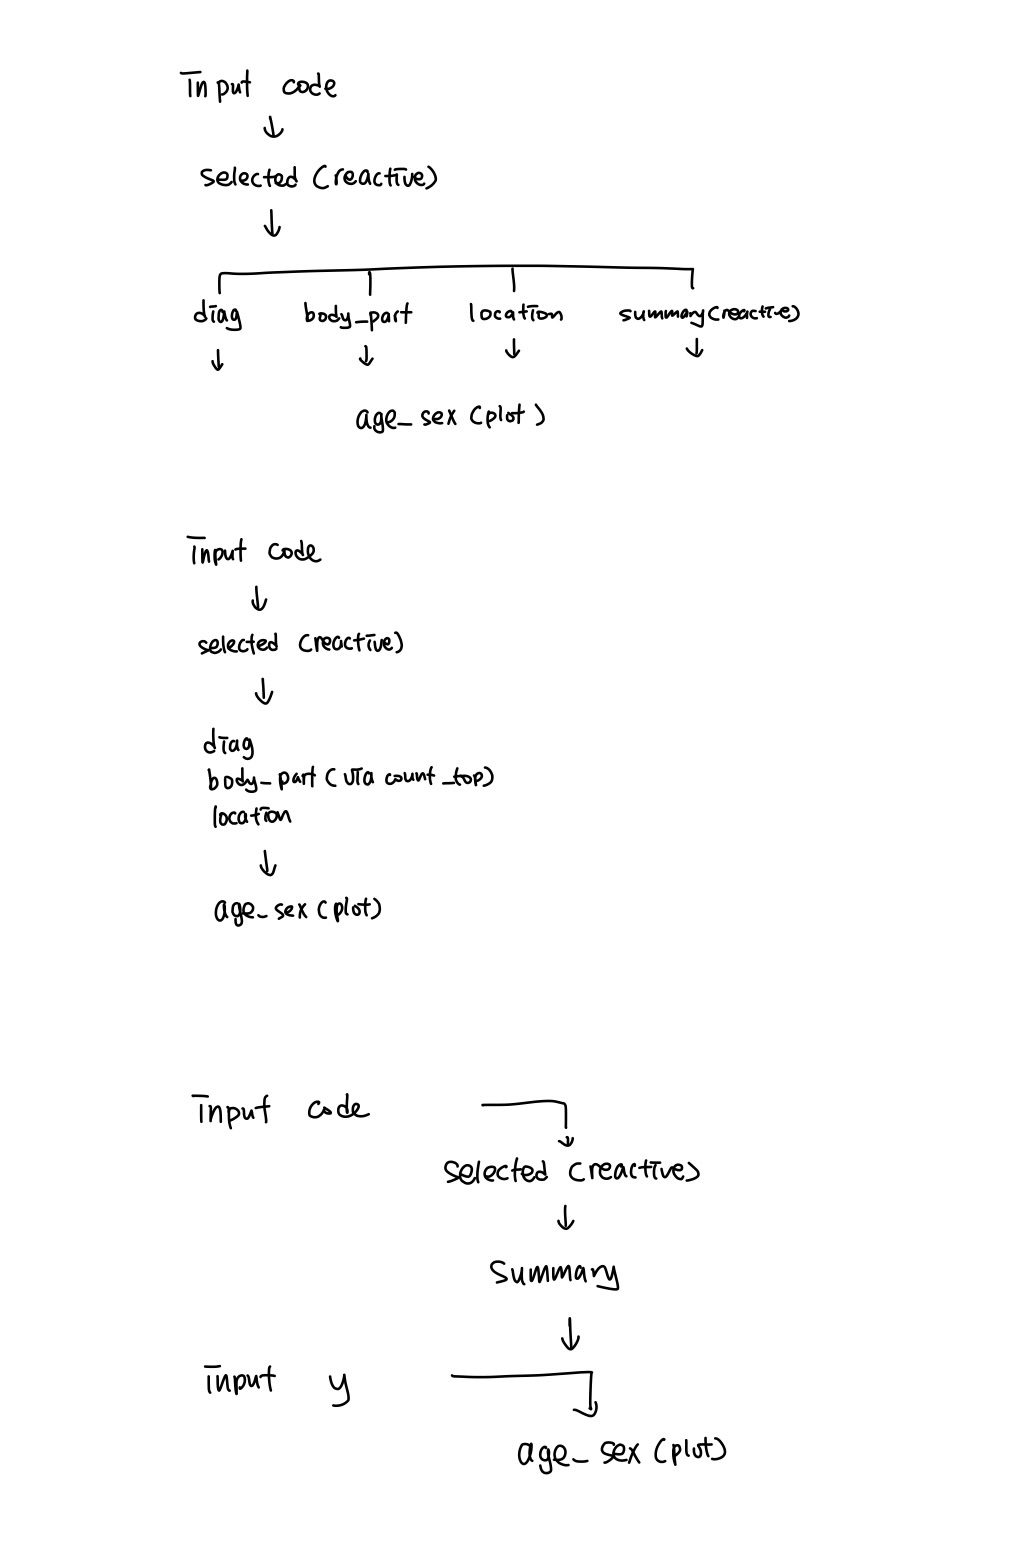 Input code
selected (reactive)
diag body_part location summary (reactive)
age_sex (plot)
Input code
selected (reactive)
diag
body_part (via count_top)
location
age_sex (plot)
input code
selected (reactive)
Summary
input y
age_sex (plot)